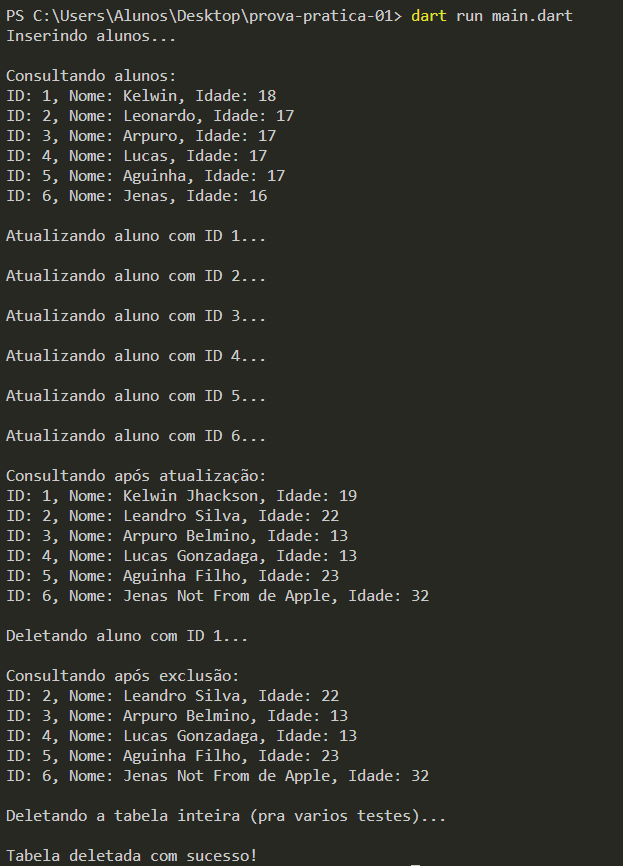 PS C:\Users\Alunos\Desktop\prova-pratica-01> dart run main.dart
Inserindo alunos...
Consultando alunos:
ID: 1, Nome: Kelwin, Idade: 18
ID: 2, Nome: Leonardo, Idade: 17
ID: 3, Nome: Arpuro, Idade: 17
ID: 4, Nome: Lucas, Idade: 17
ID: 5, Nome: Aguinha, Idade: 17
ID: 6, Nome: Jenas, Idade: 16
Atualizando aluno com ID 1...
Atualizando aluno com ID 2...
Atualizando aluno com ID 3...
Atualizando aluno com ID 4...
Atualizando aluno com ID 5...
Atualizando aluno com ID 6...
Consultando após atualização:
ID: 1, Nome: Kelwin Jhackson, Idade: 19
ID: 2, Nome: Leandro Silva, Idade: 22
ID: 3, Nome: Arpuro Belmino, Idade: 13
ID: 4, Nome: Lucas Gonzadaga, Idade: 13
ID: 5, Nome: Aguinha Filho, Idade: 23
ID: 6, Nome: Jenas Not From de Apple, Idade: 32
Deletando aluno com ID 1...
Consultando após exclusão:
ID: 2, Nome: Leandro Silva, Idade: 22
ID: 3, Nome: Arpuro Belmino, Idade: 13
ID: 4, Nome: Lucas Gonzadaga, Idade: 13
ID: 5, Nome: Aguinha Filho, Idade: 23
ID: 6, Nome: Jenas Not From de Apple, Idade: 32
Deletando a tabela inteira (pra varios testes)...
Tabela deletada com sucesso!